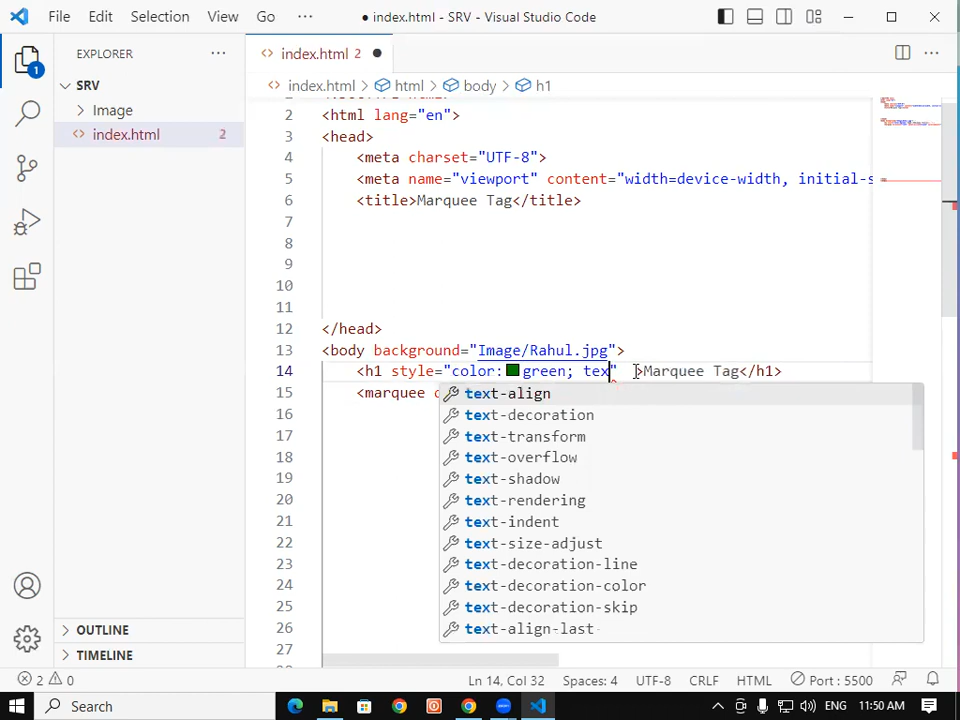 File Edit Selection View Go ··· ● index.html - SRV - Visual Studio Code
EXPLORER ···
<> index.html 2 ●
<> index.html > html > body > h1
SRV
Image
<> index.html 2
1
2 <html lang="en">
3 <head>
4 <meta charset="UTF-8">
5 <meta name="viewport" content="width=device-width, initial-s
6 <title>Marquee Tag</title>
7
8
9
10
11
12 </head>
13 <body background="Image/Rahul.jpg">
14 <h1 style="color:green; tex" >Marquee Tag</h1>
15 <marquee
16
17
18
19
20
21
22
23
24
25
26
27
text-align
text-decoration
text-transform
text-overflow
text-shadow
text-rendering
text-indent
text-size-adjust
text-decoration-line
text-decoration-color
text-decoration-skip
text-align-last
OUTLINE
TIMELINE
2 0 Ln 14, Col 32 Spaces: 4 UTF-8 CRLF HTML Port : 5500
Search ENG 11:50 AM